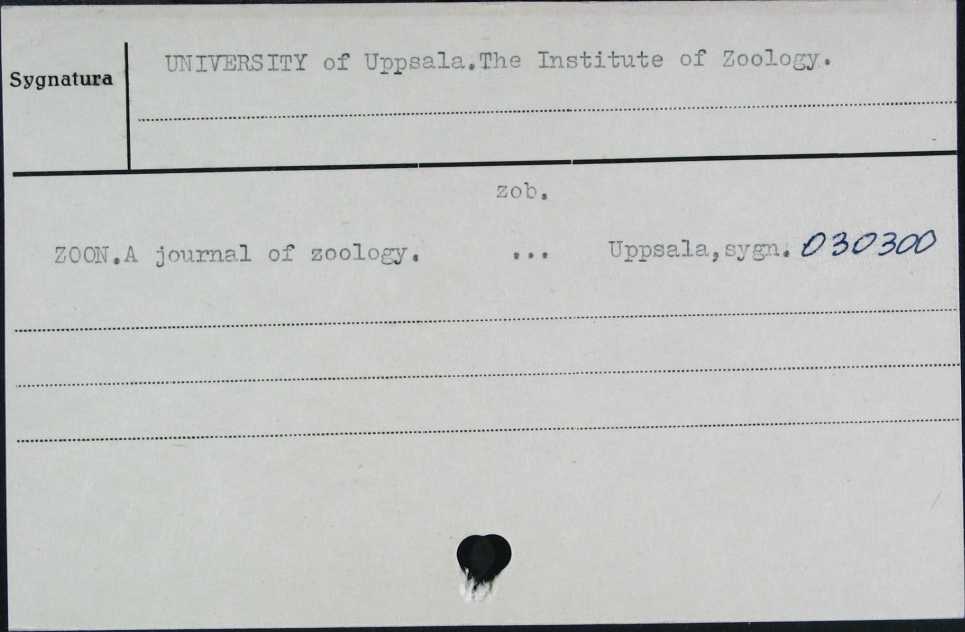 UNIVERSITY of Uppsala.The Institute of Zoology.
Sygnatura
zob.
ZOON.A journal of zoology. ... Uppsala,sygn. 030300